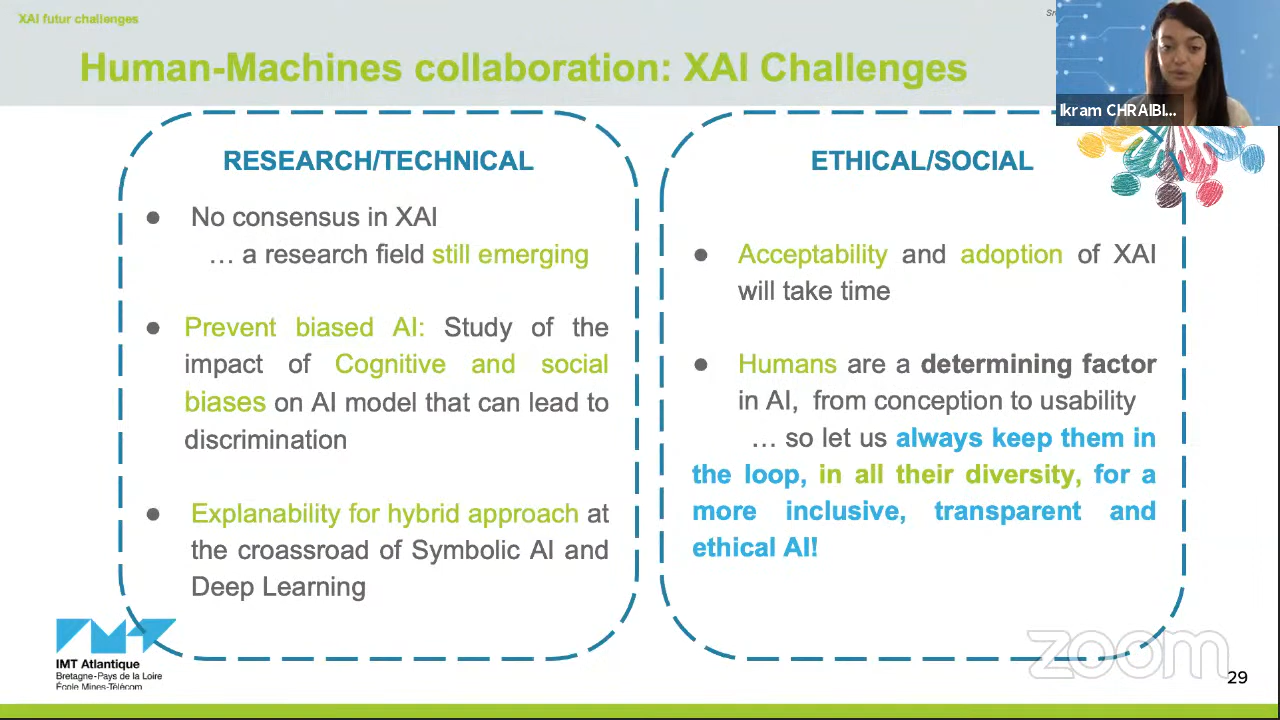 XAI futur challenges
Human-Machines collaboration: XAI Challenges
Ikram CHRAIBI...
RESEARCH/TECHNICAL
● No consensus in XAI
... a research field still emerging
● Prevent biased AI: Study of the
impact of Cognitive and social
biases on AI model that can lead to
discrimination
● Explanability for hybrid approach at
the croassroad of Symbolic AI and
Deep Learning
ETHICAL/SOCIAL
● Acceptability and adoption of XAI
will take time
● Humans are a determining factor
in AI, from conception to usability
... so let us always keep them in
the loop, in all their diversity, for a
more inclusive, transparent and
ethical AI!
IMT Atlantique
Bretagne-Pays de la Loire
École Mines-Télécom
zoom
29